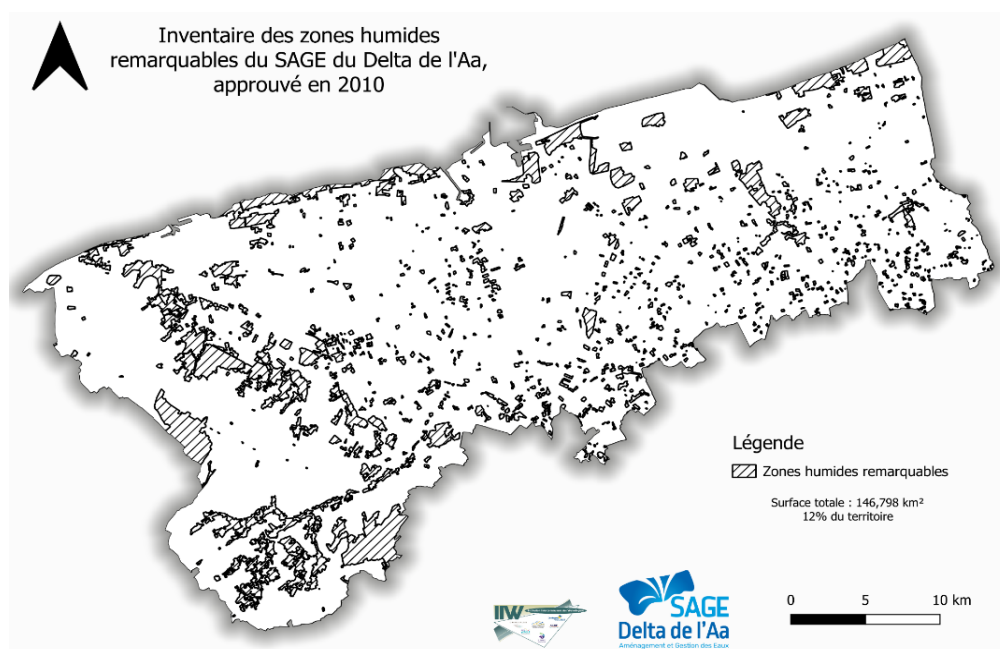 Inventaire des zones humides
remarquables du SAGE du Delta de l'Aa,
approuvé en 2010
Légende
Zones humides remarquables
Surface totale : 146,798 km²
12% du territoire
IIW
SAGE
Delta de l'Aa
Aménagement et Gestion des Eaux
0 5 10 km